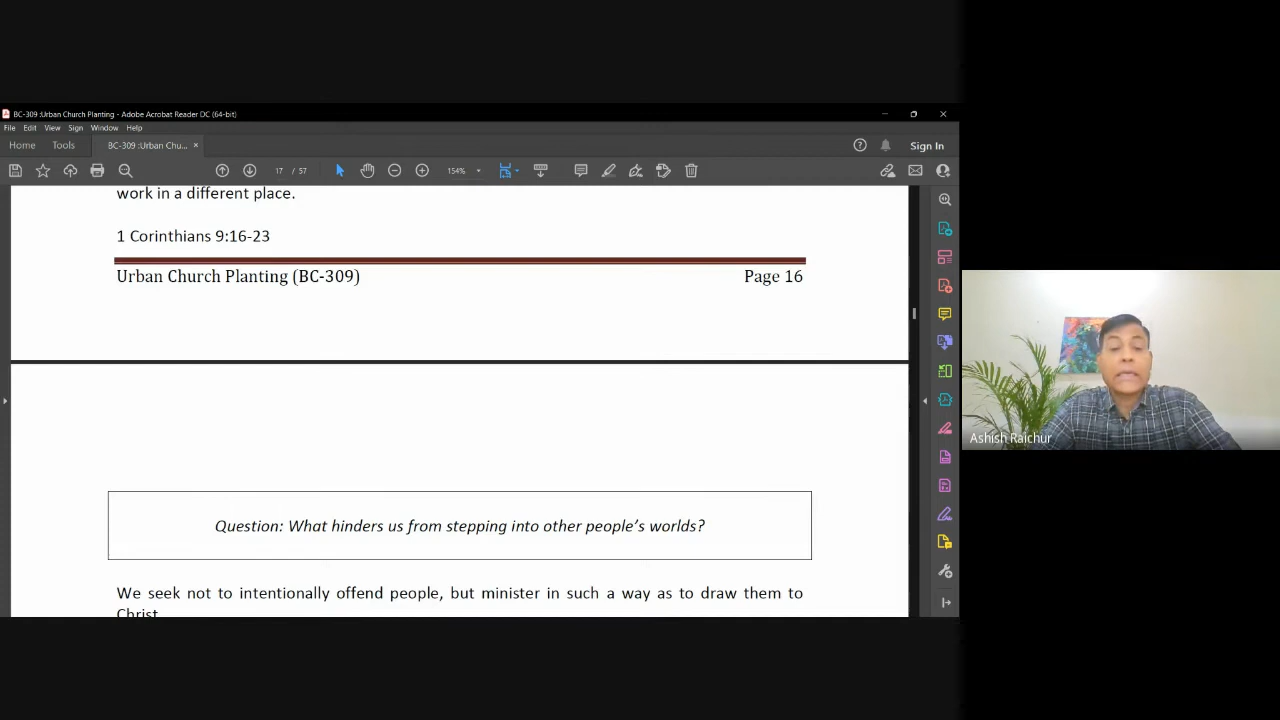 BC-309 :Urban Church Planting - Adobe Acrobat Reader DC (64-bit)
File Edit View Sign Window Help
Home Tools BC-309 :Urban Chu... × Sign In
17 / 57 154%
work in a different place.
1 Corinthians 9:16-23
Urban Church Planting (BC-309) Page 16
Question: What hinders us from stepping into other people's worlds?
We seek not to intentionally offend people, but minister in such a way as to draw them to
Christ
Ashish Raichur